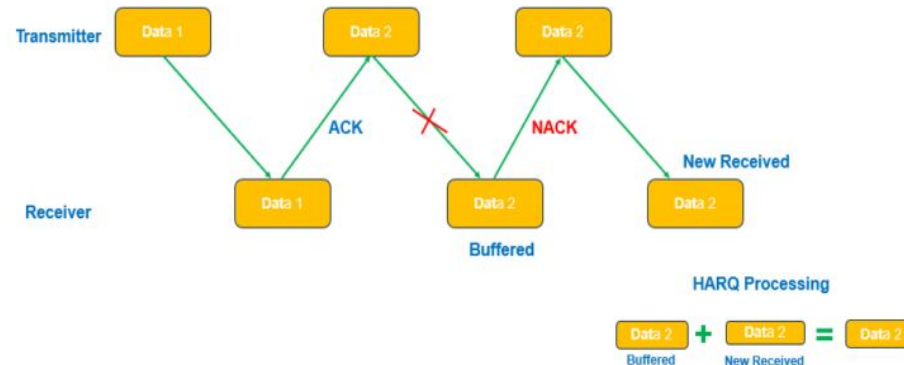 Transmitter
Data 1
Data 2
Data 2
ACK
NACK
New Received
Receiver
Data 1
Data 2
Data 2
Buffered
HARQ Processing
Data 2 + Data 2 = Data 2
Buffered
New Received